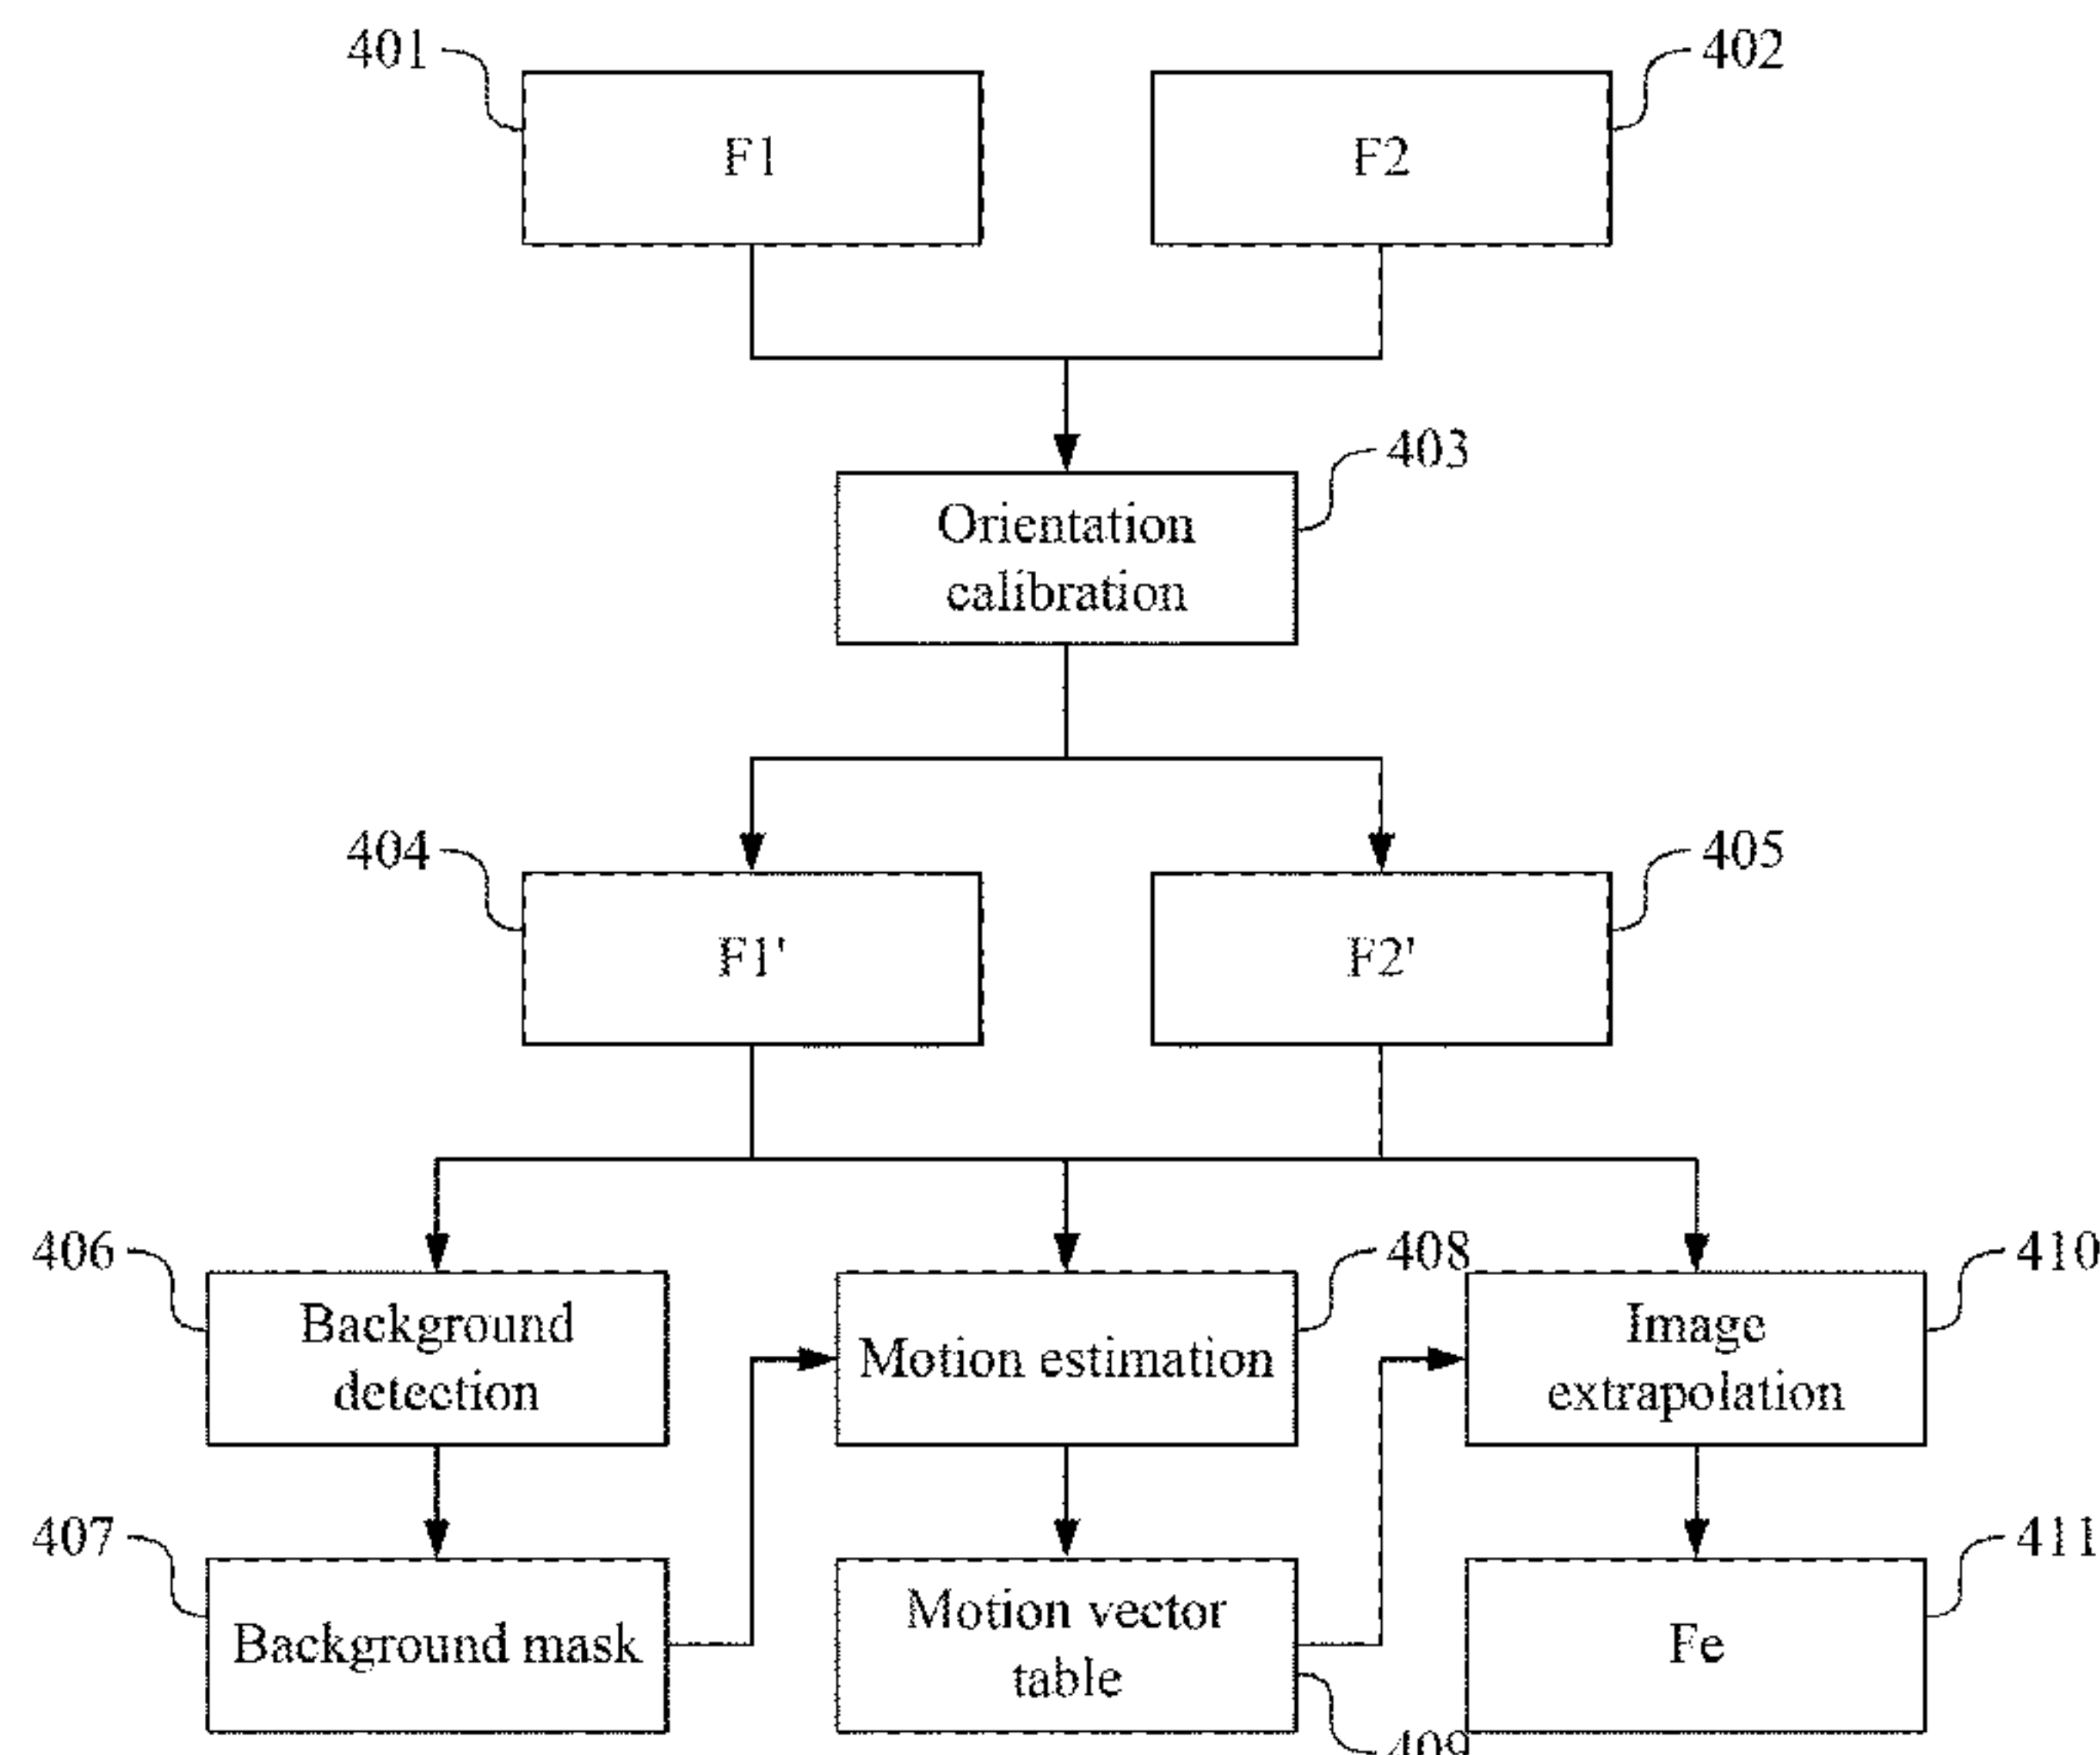 401
402
F1
F2
403
Orientation
calibration
404
405
F1'
F2'
406
408
410
Background
detection
Motion estimation
Image
extrapolation
407
411
Background mask
Motion vector
table
Fe
409